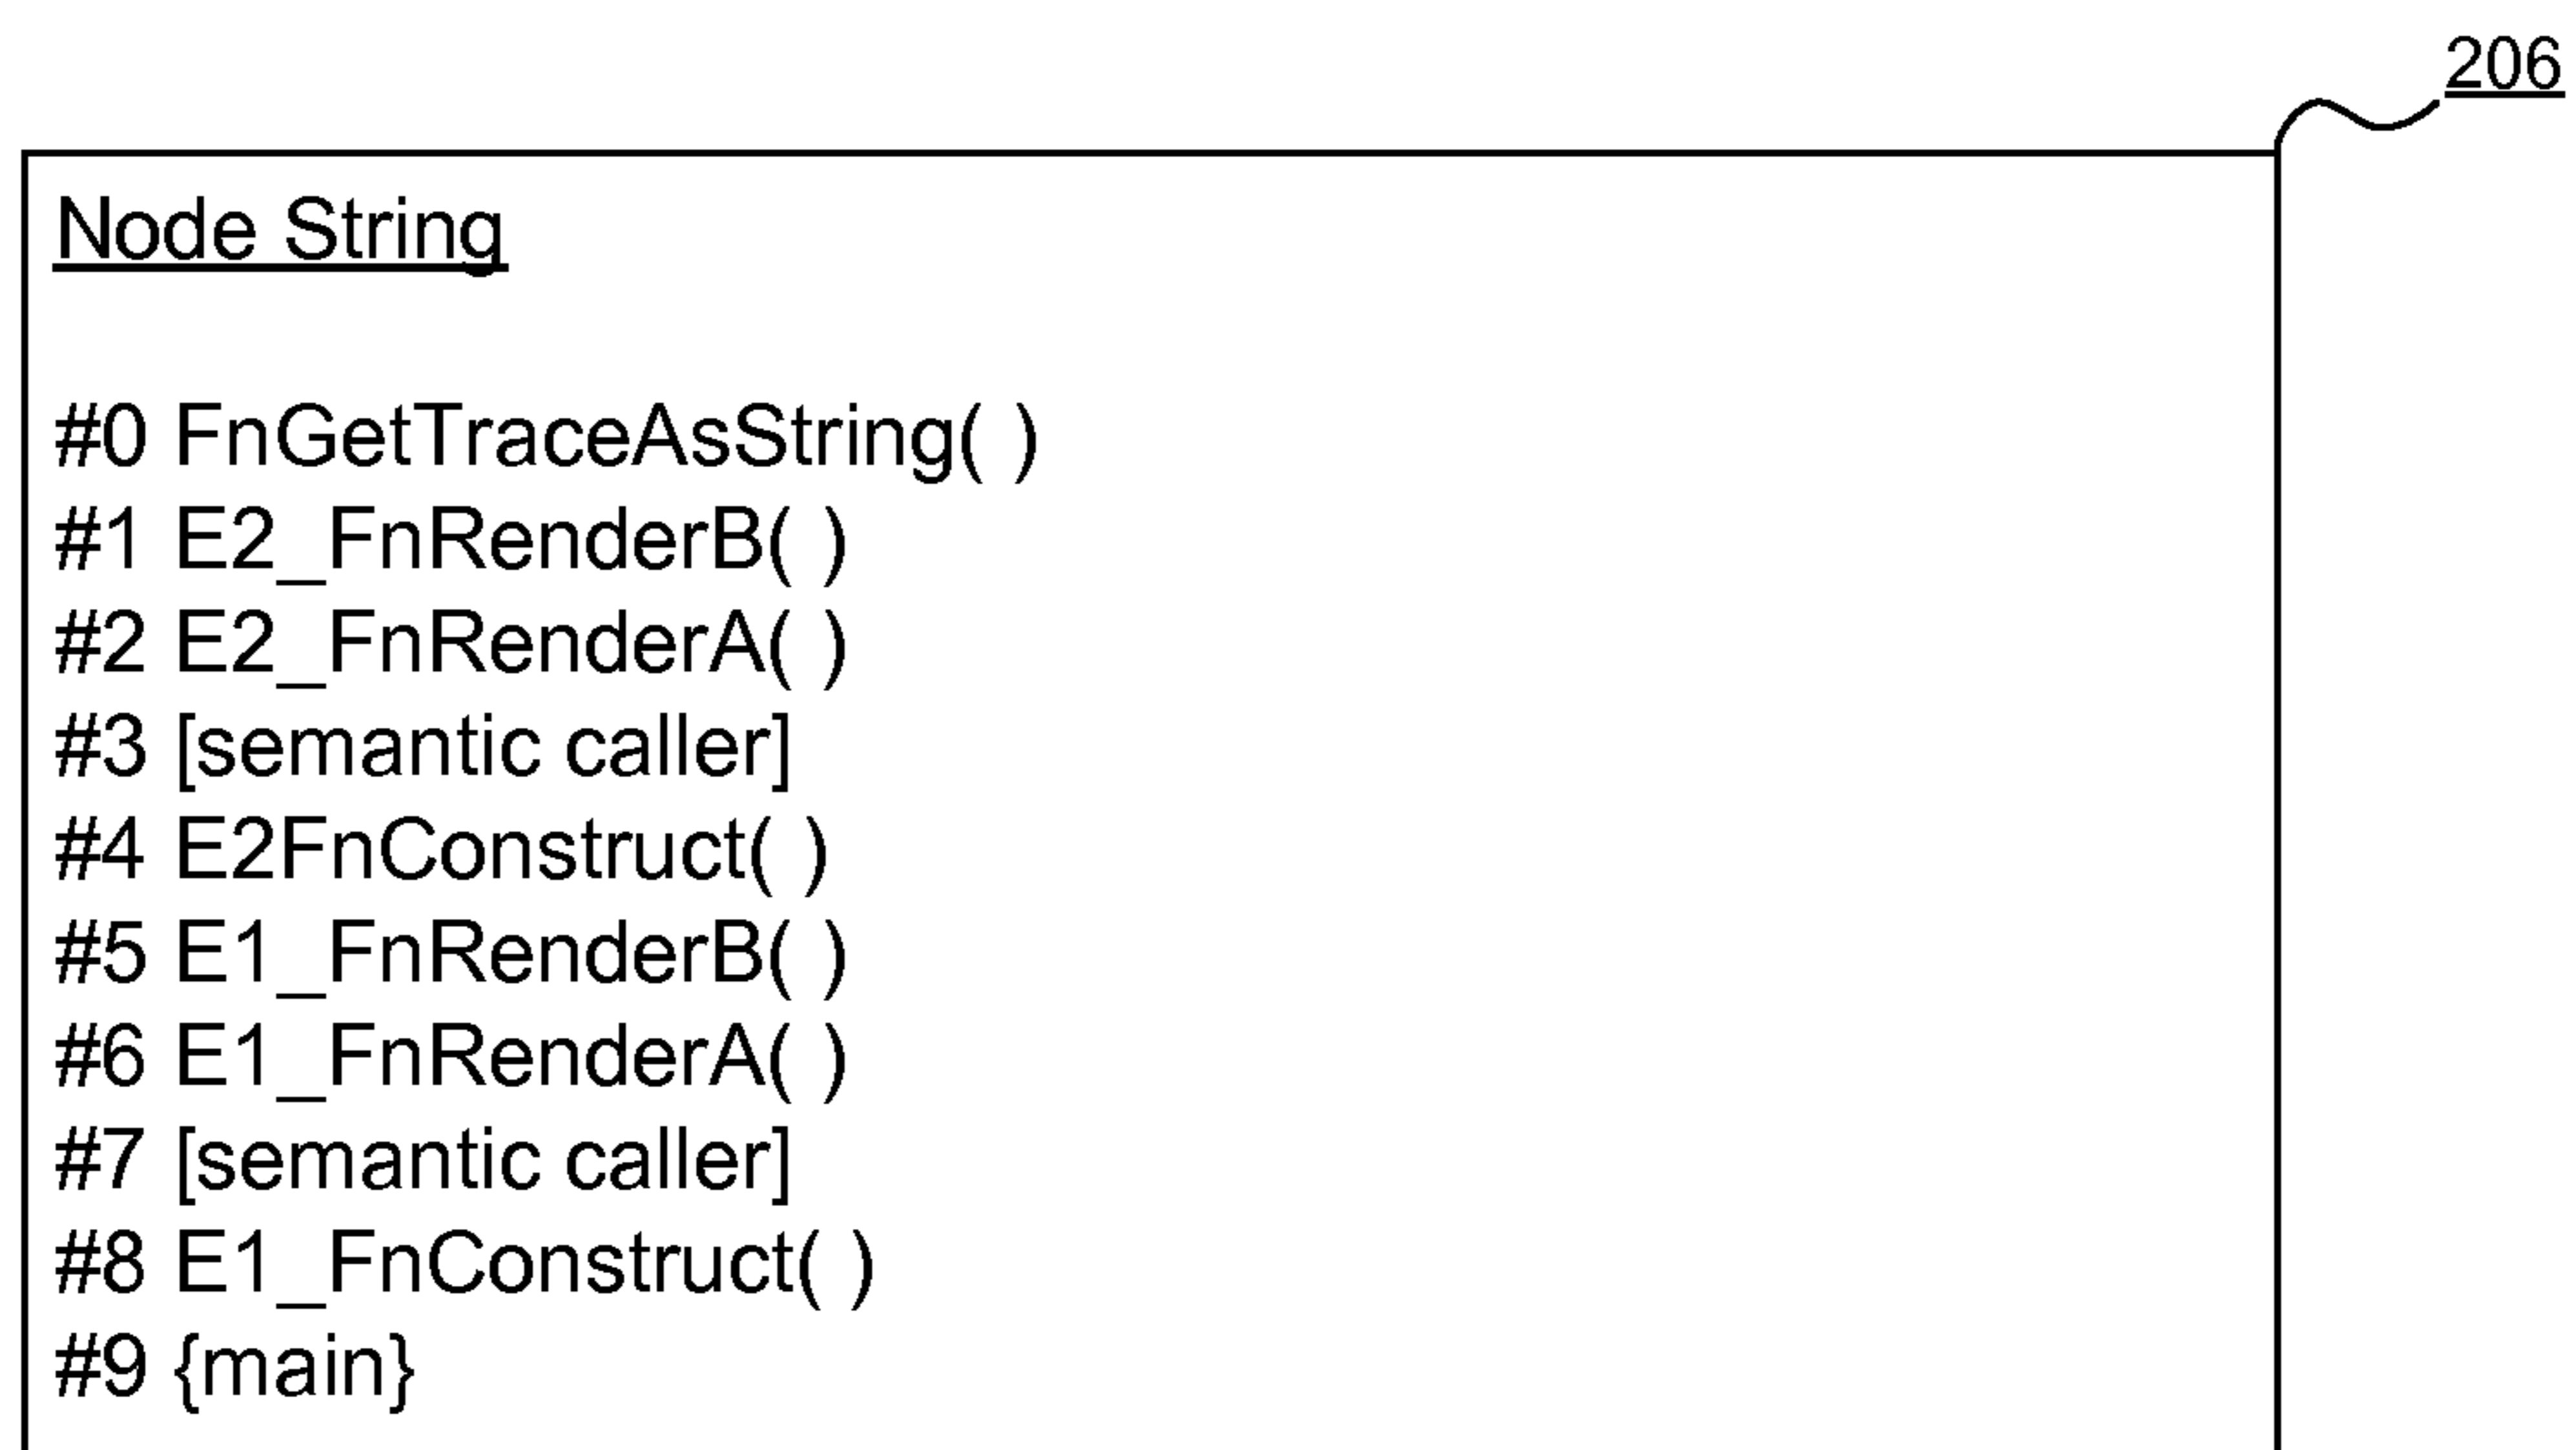 206
Node String
#0 FnGetTraceAsString( )
#1 E2_FnRenderB( )
#2 E2_FnRenderA( )
#3 [semantic caller]
#4 E2FnConstruct( )
#5 E1_FnRenderB( )
#6 E1_FnRenderA( )
#7 [semantic caller]
#8 E1_FnConstruct( )
#9 {main}